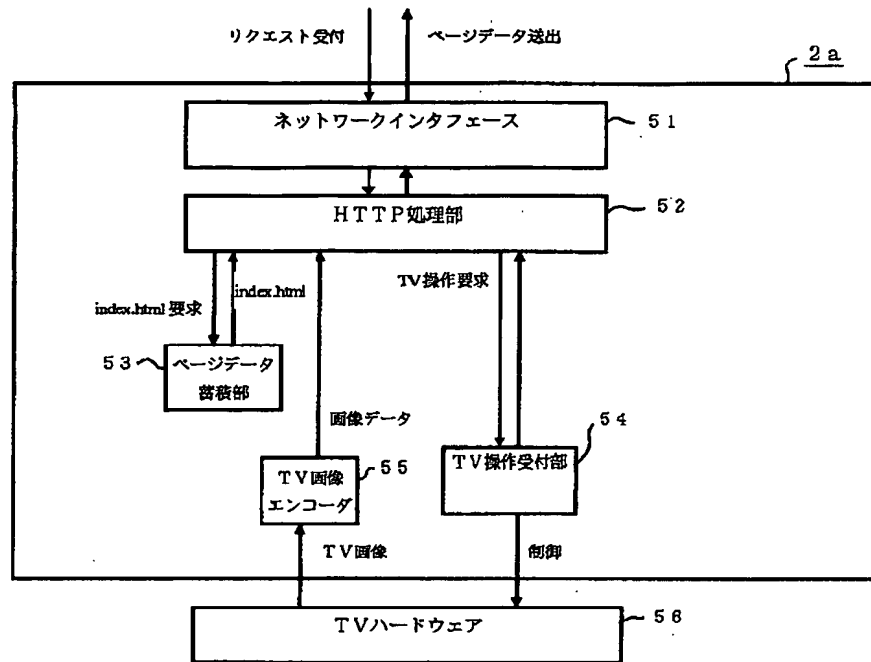 リクエスト受付
ページデータ送出
2a
ネットワークインタフェース
51
HTTP処理部
52
index.html 要求
index.html
TV操作要求
53
ページデータ
蓄積部
画像データ
54
TV操作受付部
55
TV画像
エンコーダ
TV画像
制御
TVハードウェア
56